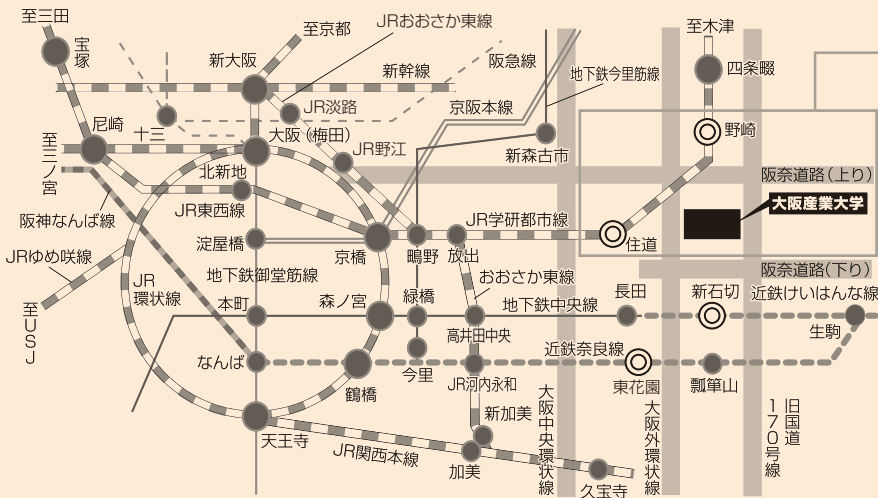 至三田
宝塚
至京都
JRおおさか東線
至木津
新大阪
新幹線
阪急線
地下鉄今里筋線
四条畷
JR淡路
京阪本線
尼崎
十三
大阪(梅田)
JR野江
新森古市
野崎
至三ノ宮
北新地
阪奈道路(上り)
阪神なんば線
JR東西線
JR学研都市線
大阪産業大学
淀屋橋
京橋
鴫野
放出
住道
JRゆめ咲線
JR
環状線
地下鉄御堂筋線
おおさか東線
阪奈道路(下り)
至USJ
本町
森ノ宮
緑橋
地下鉄中央線
長田
新石切
近鉄けいはんな線
高井田中央
生駒
なんば
鶴橋
今里
近鉄奈良線
JR河内永和
東花園
瓢箪山
天王寺
新加美
大阪中央環状線
大阪外環状線
旧国道
170号線
JR関西本線
加美
久宝寺